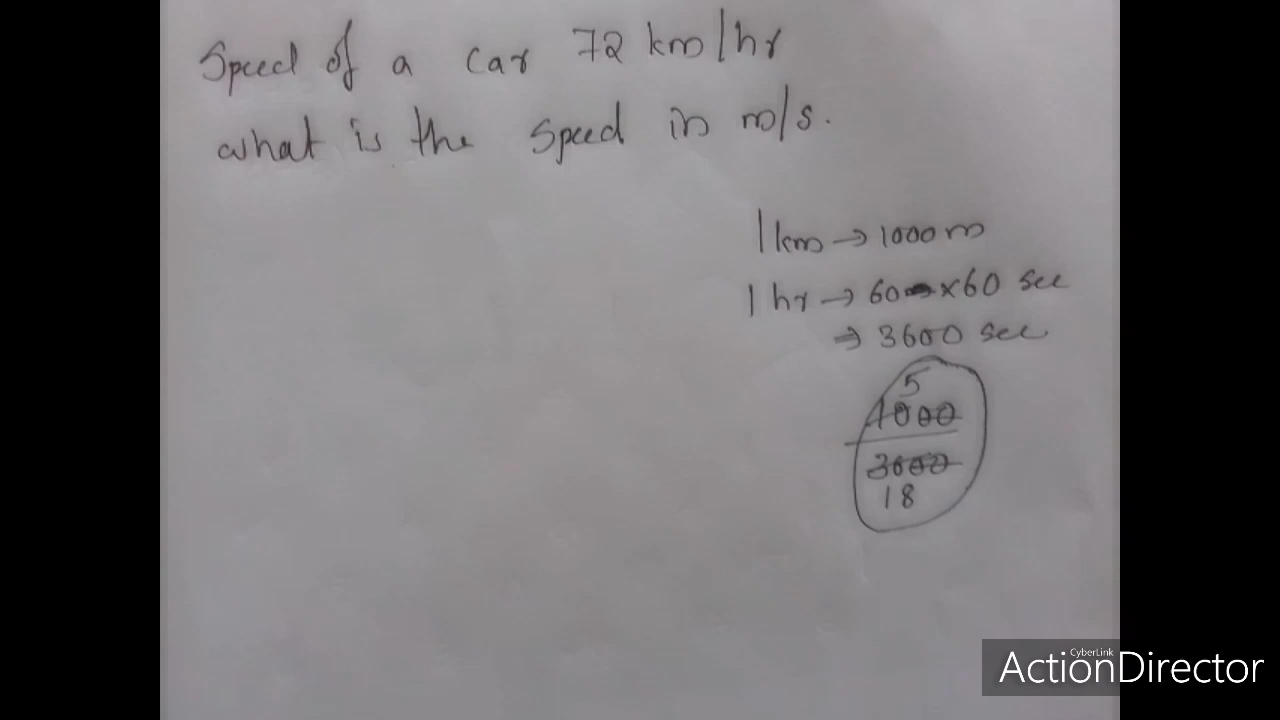 Speed of a car 72 km/hr
what is the speed in m/s.
1 km → 1000 m
1 hr → 60 x 60 sec
⇒ 3600 sec
5
1000
3600
18
CyberLink
ActionDirector